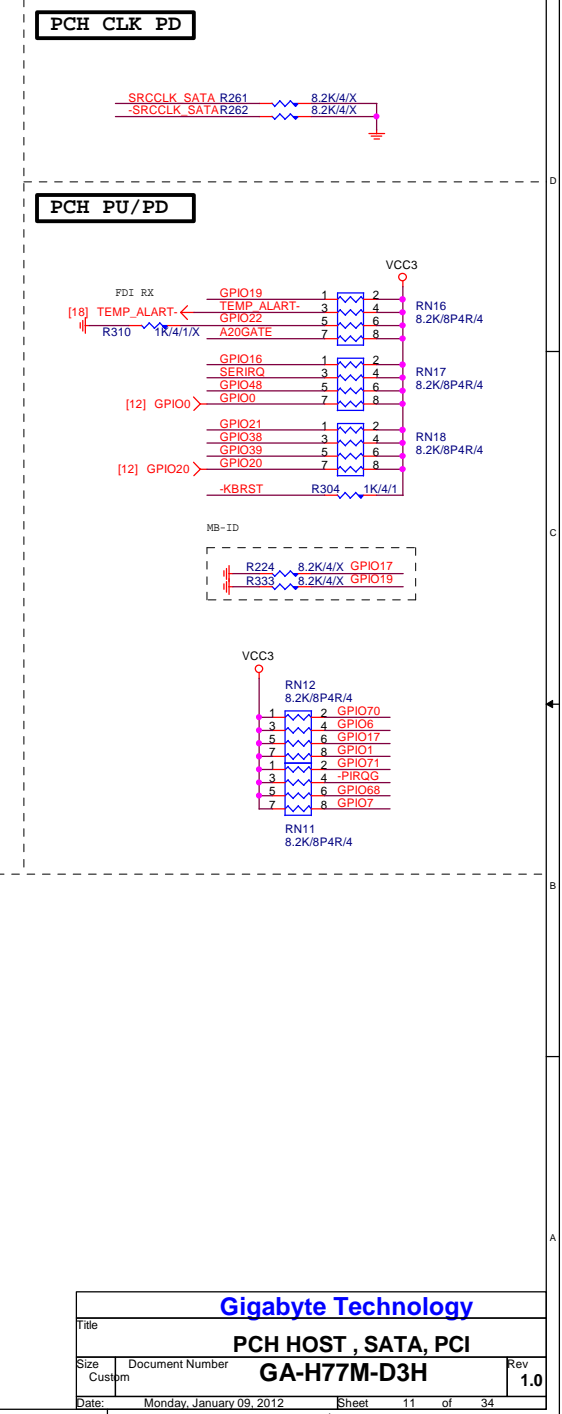 PCH CLK PD
SRCCLK_SATA R261 8.2K/4/X
-SRCCLK_SATA R262 8.2K/4/X
D
PCH PU/PD
VCC3
FDI RX
GPIO19 1 2
[18] TEMP_ALART- TEMP_ALART- 3 4 RN16
GPIO22 5 6 8.2K/8P4R/4
R310 1K/4/1/X A20GATE 7 8
GPIO16 1 2
SERIRQ 3 4 RN17
GPIO48 5 6 8.2K/8P4R/4
[12] GPIO0 GPIO0 7 8
GPIO21 1 2
GPIO38 3 4 RN18
GPIO39 5 6 8.2K/8P4R/4
[12] GPIO20 GPIO20 7 8
-KBRST R304 1K/4/1
MB-ID
C
R224 8.2K/4/X GPIO17
R333 8.2K/4/X GPIO19
VCC3
RN12
8.2K/8P4R/4
1 2 GPIO70
3 4 GPIO6
5 6 GPIO17
7 8 GPIO1
1 2 GPIO71
3 4 -PIRQG
5 6 GPIO68
7 8 GPIO7
RN11
8.2K/8P4R/4
B
A
Gigabyte Technology
Title
PCH HOST , SATA, PCI
Size Document Number Rev
Custom GA-H77M-D3H 1.0
Date: Monday, January 09, 2012 Sheet 11 of 34